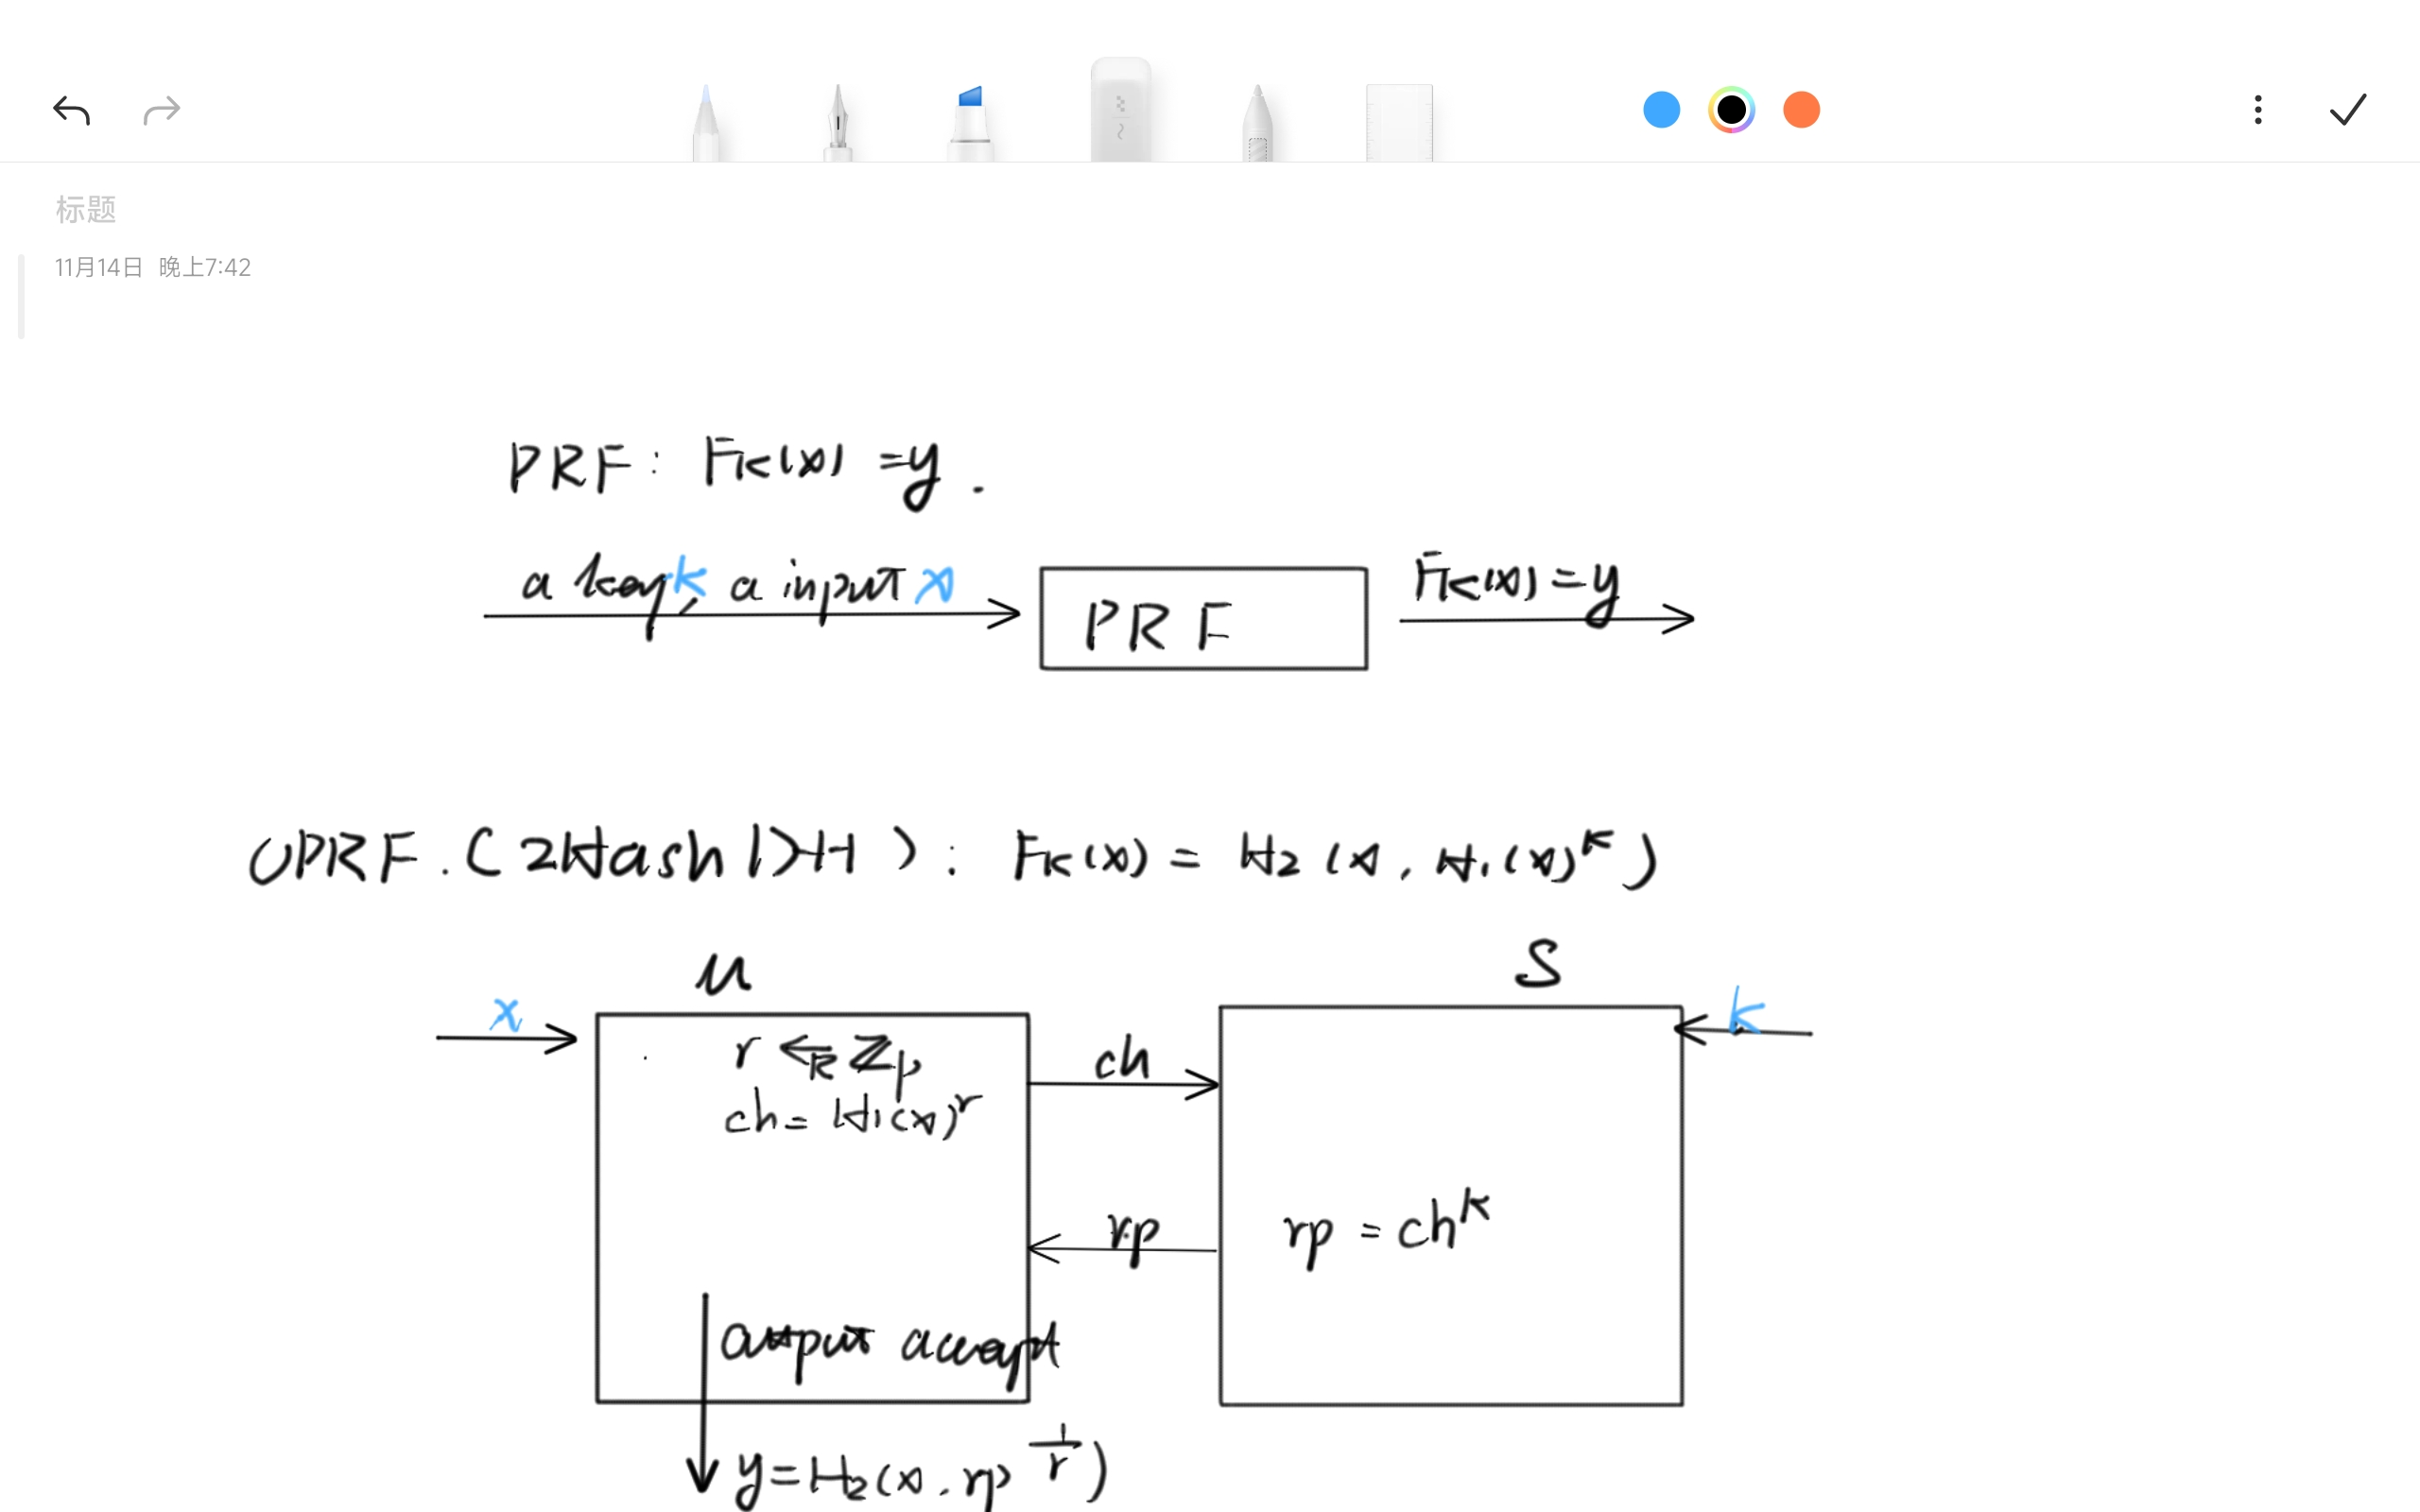 标题
11月14日 晚上7:42
PRF: Fk(x) = y.
a key k, a input x
PRF
Fk(x) = y
OPRF.(2HashDH): Fk(x) = H2(x, H1(x)^k)
u
S
x
k
r ←R Zp
ch = H1(x)^r
ch
rp
rp = ch^k
output accept
y = H2(x, rp^(1/r))